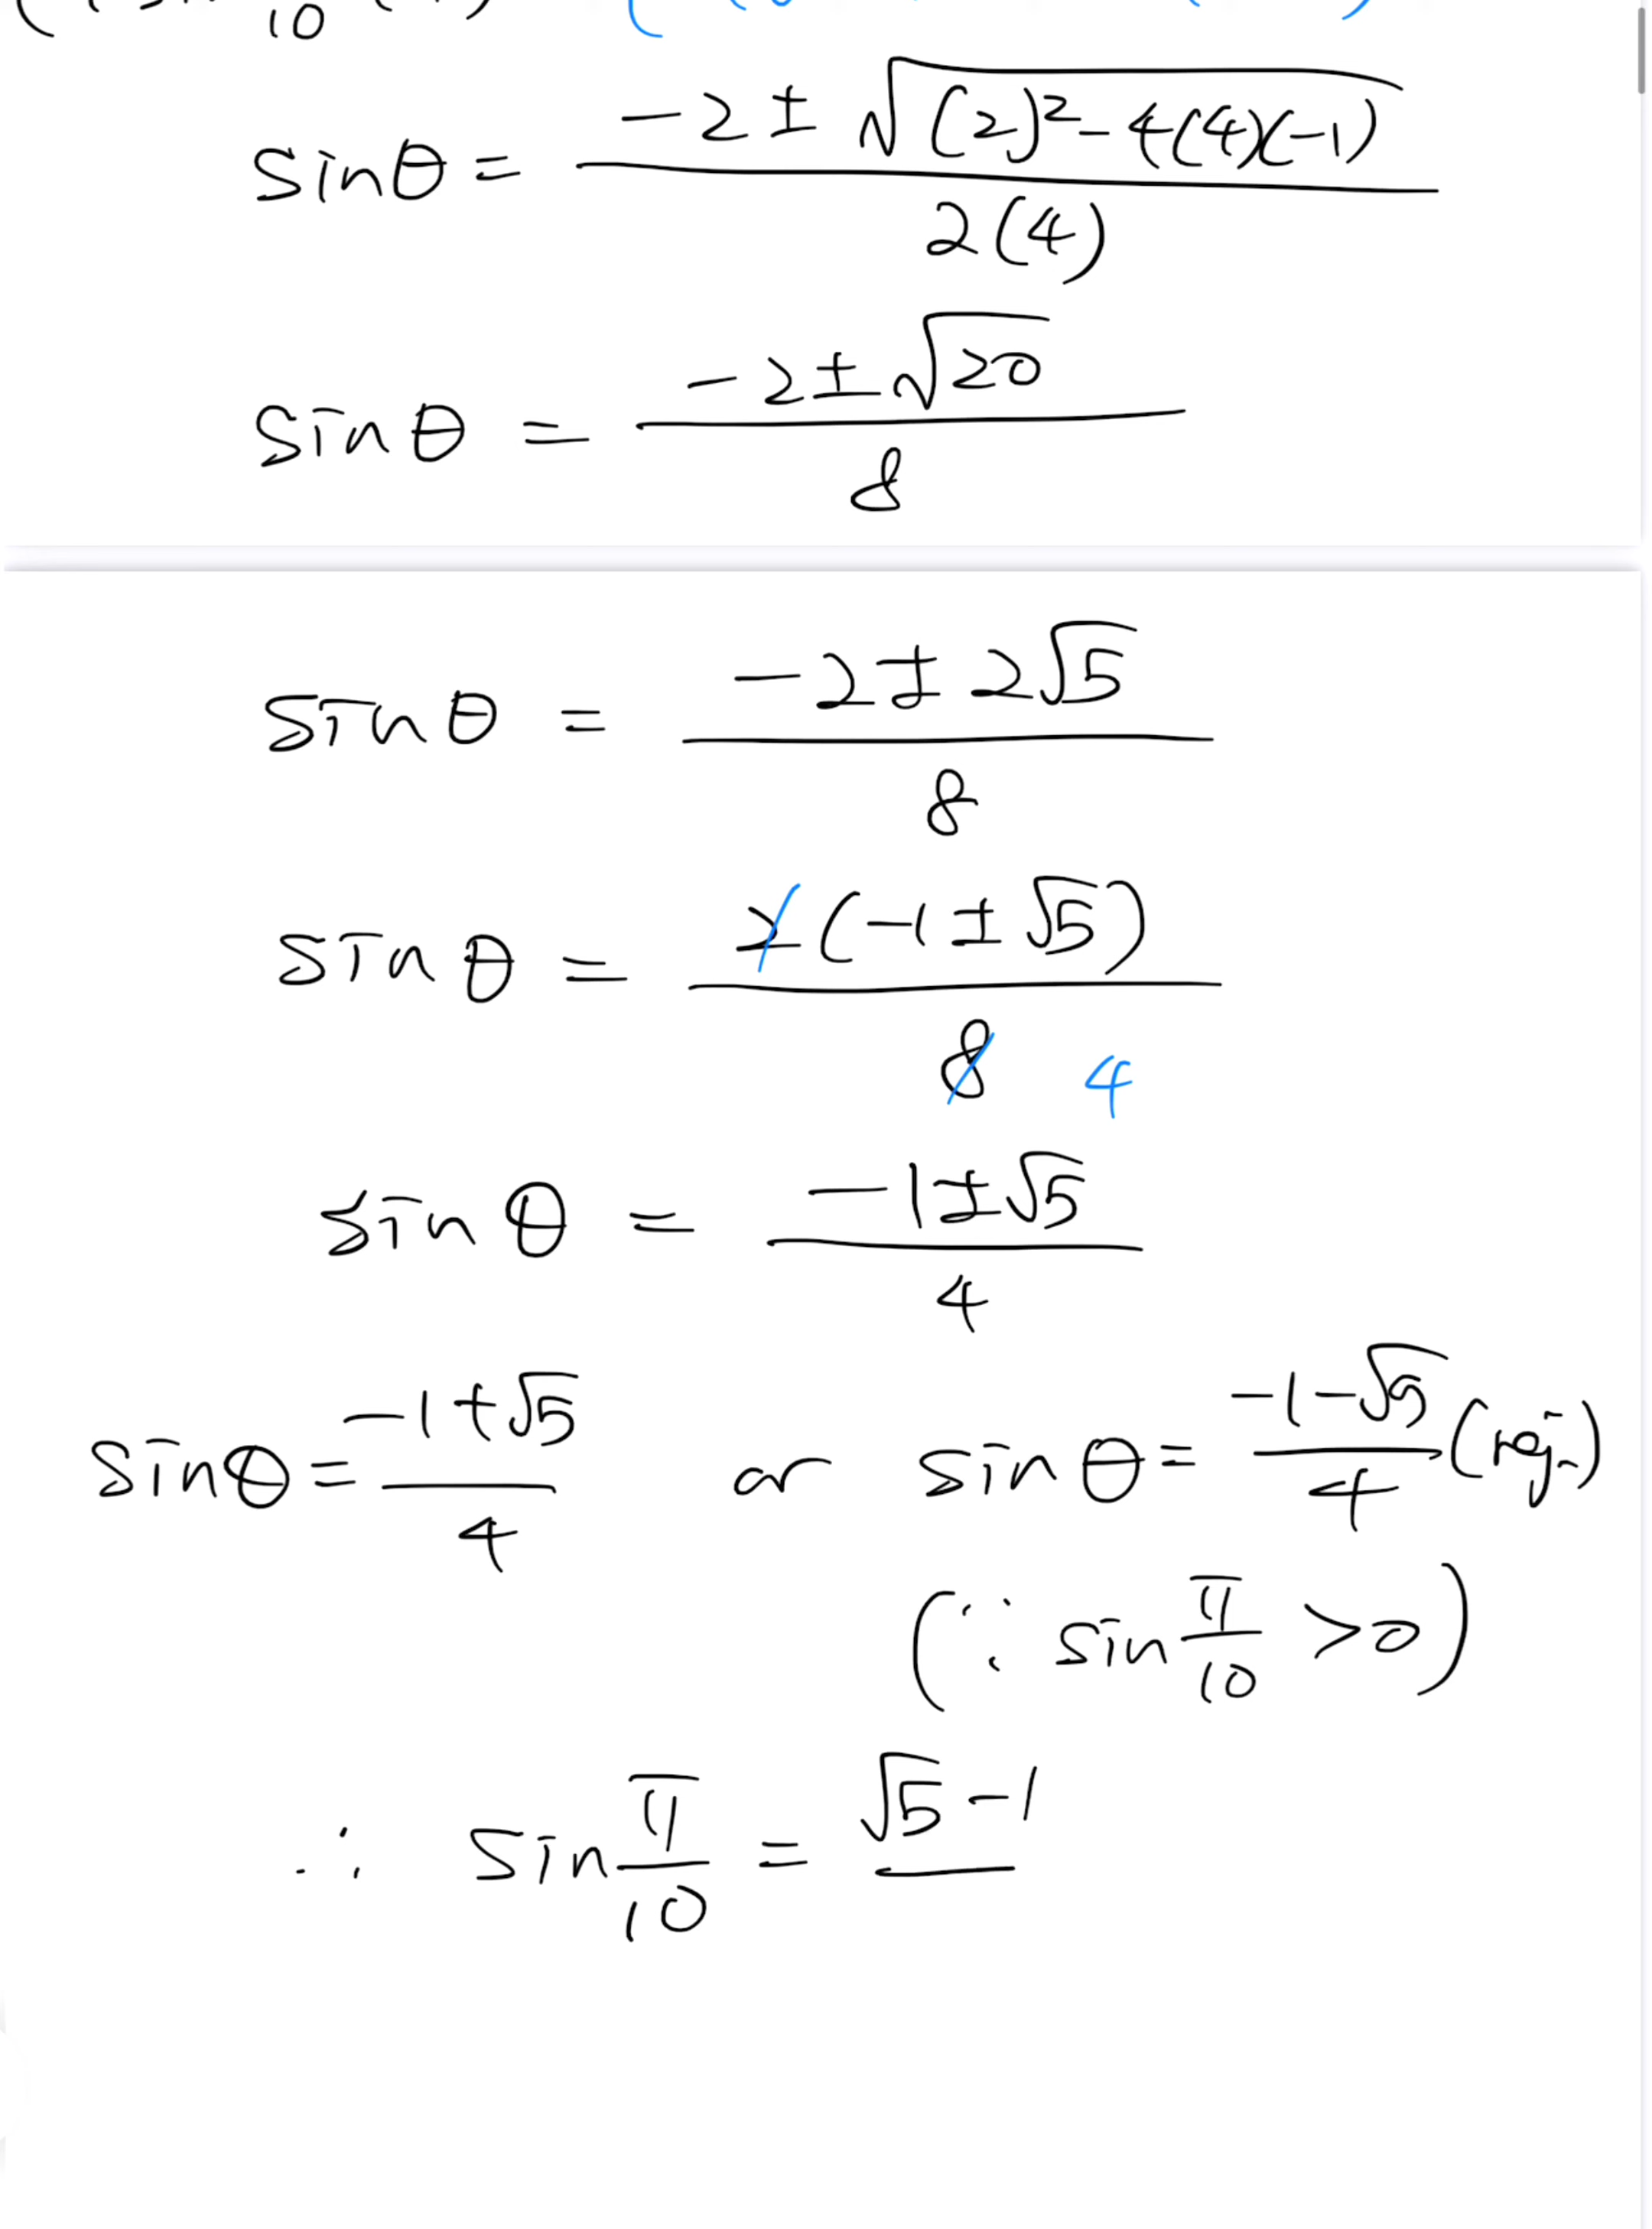 10
sinθ = (-2 ± √((2)² - 4(4)(-1))) / 2(4)
sinθ = (-2 ± √20) / 8
sinθ = (-2 ± 2√5) / 8
sinθ = 2(-1 ± √5) / 8 4
sinθ = (-1 ± √5) / 4
sinθ = (-1 + √5) / 4 or sinθ = (-1 - √5) / 4 (rej.)
(∵ sin π/10 > 0)
∴ sin π/10 = √5 - 1